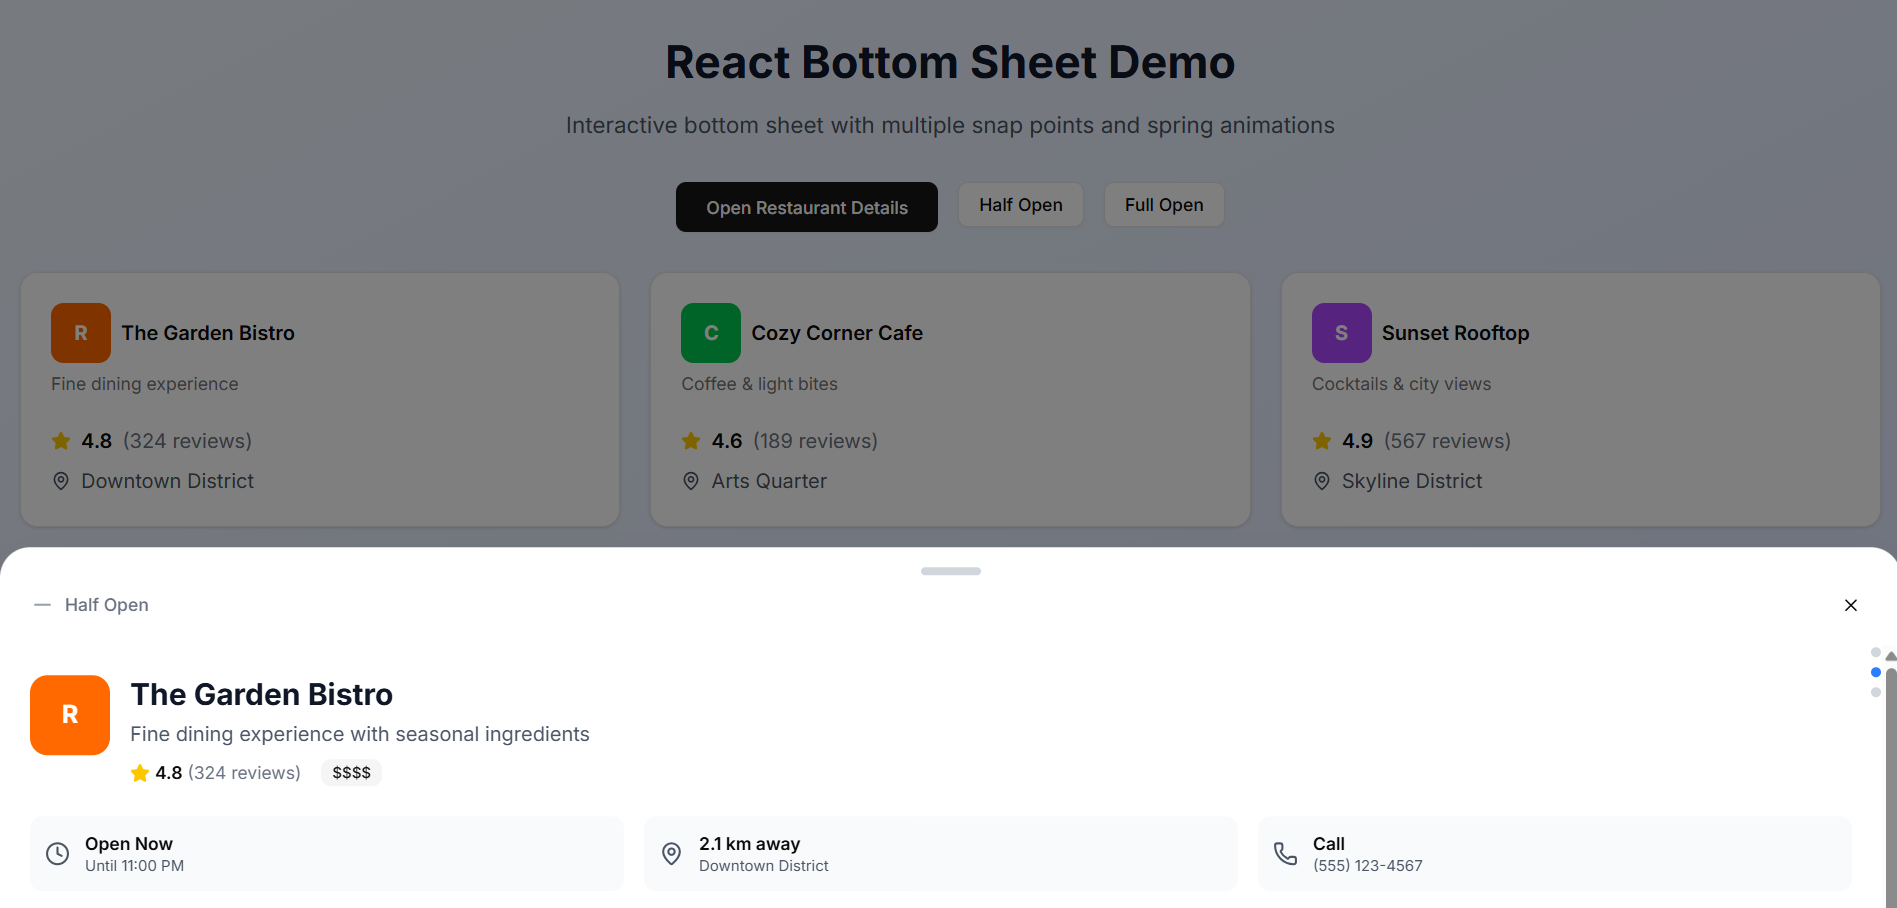 React Bottom Sheet Demo
Interactive bottom sheet with multiple snap points and spring animations
Open Restaurant Details
Half Open
Full Open
R
The Garden Bistro
Fine dining experience
4.8 (324 reviews)
Downtown District
C
Cozy Corner Cafe
Coffee & light bites
4.6 (189 reviews)
Arts Quarter
S
Sunset Rooftop
Cocktails & city views
4.9 (567 reviews)
Skyline District
Half Open
R
The Garden Bistro
Fine dining experience with seasonal ingredients
4.8 (324 reviews) $$$$
Open Now
Until 11:00 PM
2.1 km away
Downtown District
Call
(555) 123-4567